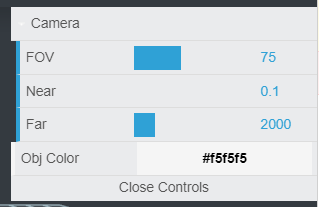 Camera
FOV 75
Near 0.1
Far 2000
Obj Color #f5f5f5
Close Controls